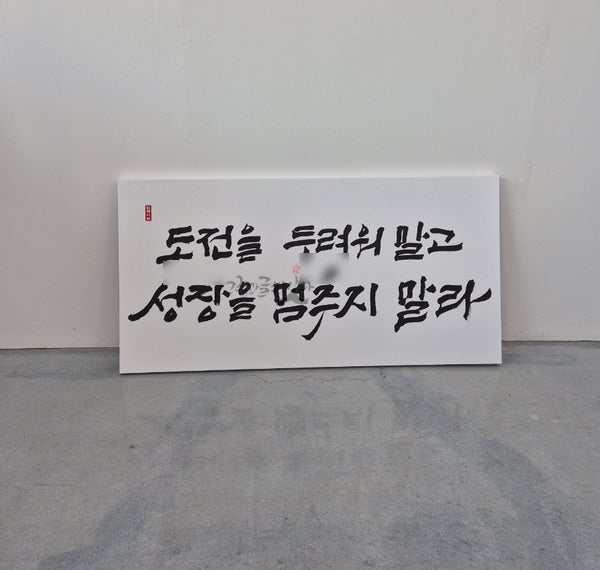 도전을 두려워 말고
성장을 멈추지 말라